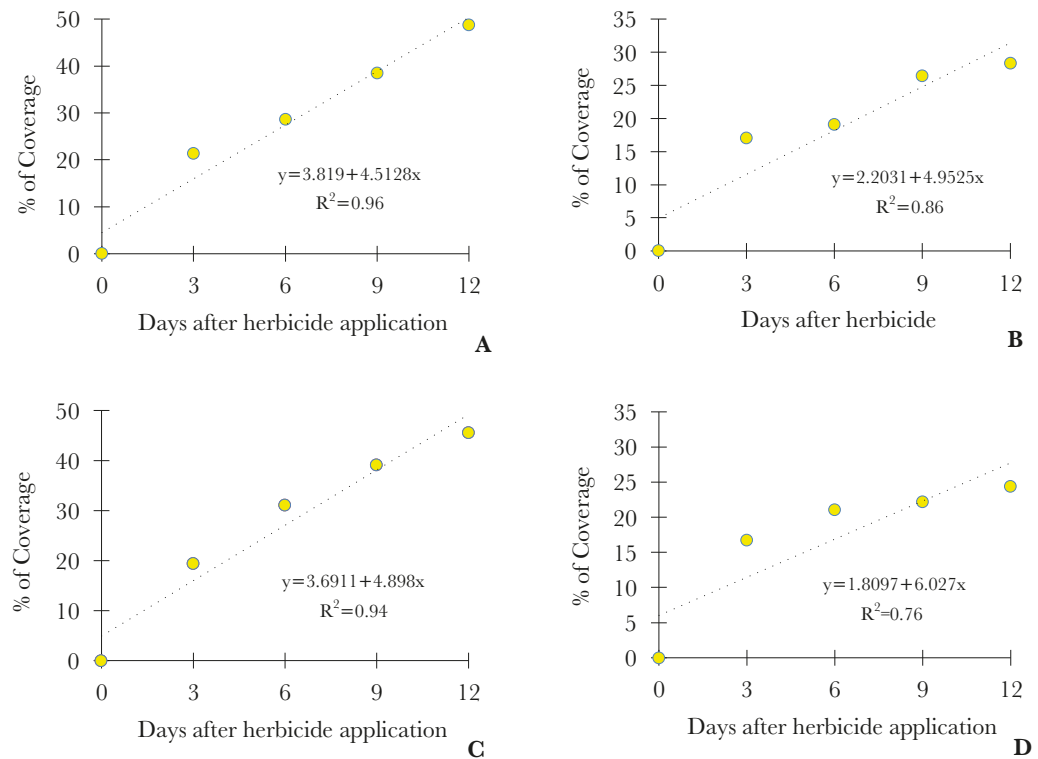 50
40
30
20
10
0
% of Coverage
y=3.819+4.5128x
R²=0.96
0 3 6 9 12
Days after herbicide application
A
35
30
25
20
15
10
5
0
% of Coverage
y=2.2031+4.9525x
R²=0.86
0 3 6 9 12
Days after herbicide
B
50
40
30
20
10
0
% of Coverage
y=3.6911+4.898x
R²=0.94
0 3 6 9 12
Days after herbicide application
C
35
30
25
20
15
10
5
0
% of Coverage
y=1.8097+6.027x
R²=0.76
0 3 6 9 12
Days after herbicide application
D